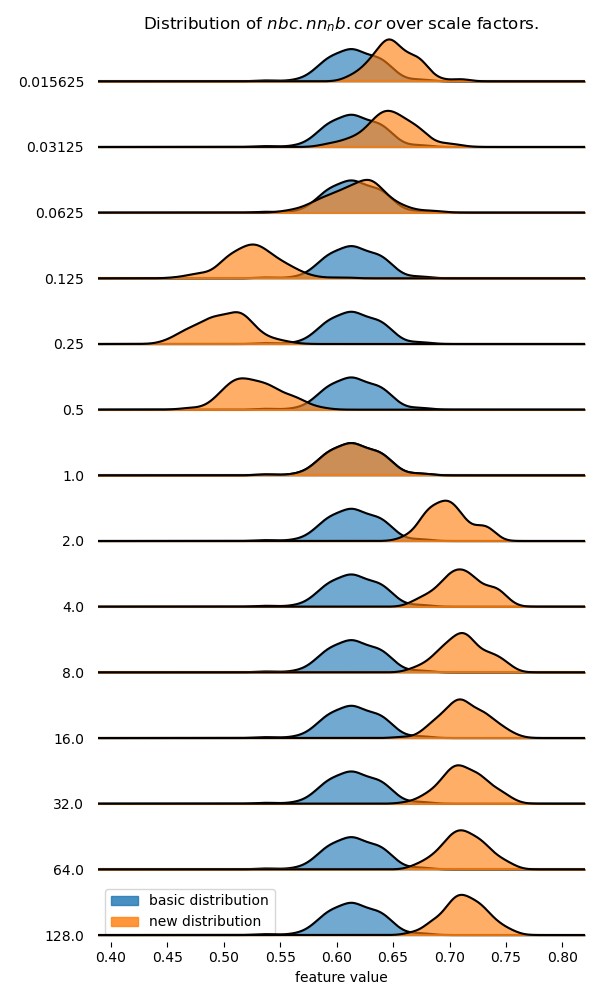 Distribution of nbc.nn_nb.cor over scale factors.
0.015625
0.03125
0.0625
0.125
0.25
0.5
1.0
2.0
4.0
8.0
16.0
32.0
64.0
128.0
basic distribution
new distribution
0.40 0.45 0.50 0.55 0.60 0.65 0.70 0.75 0.80
feature value